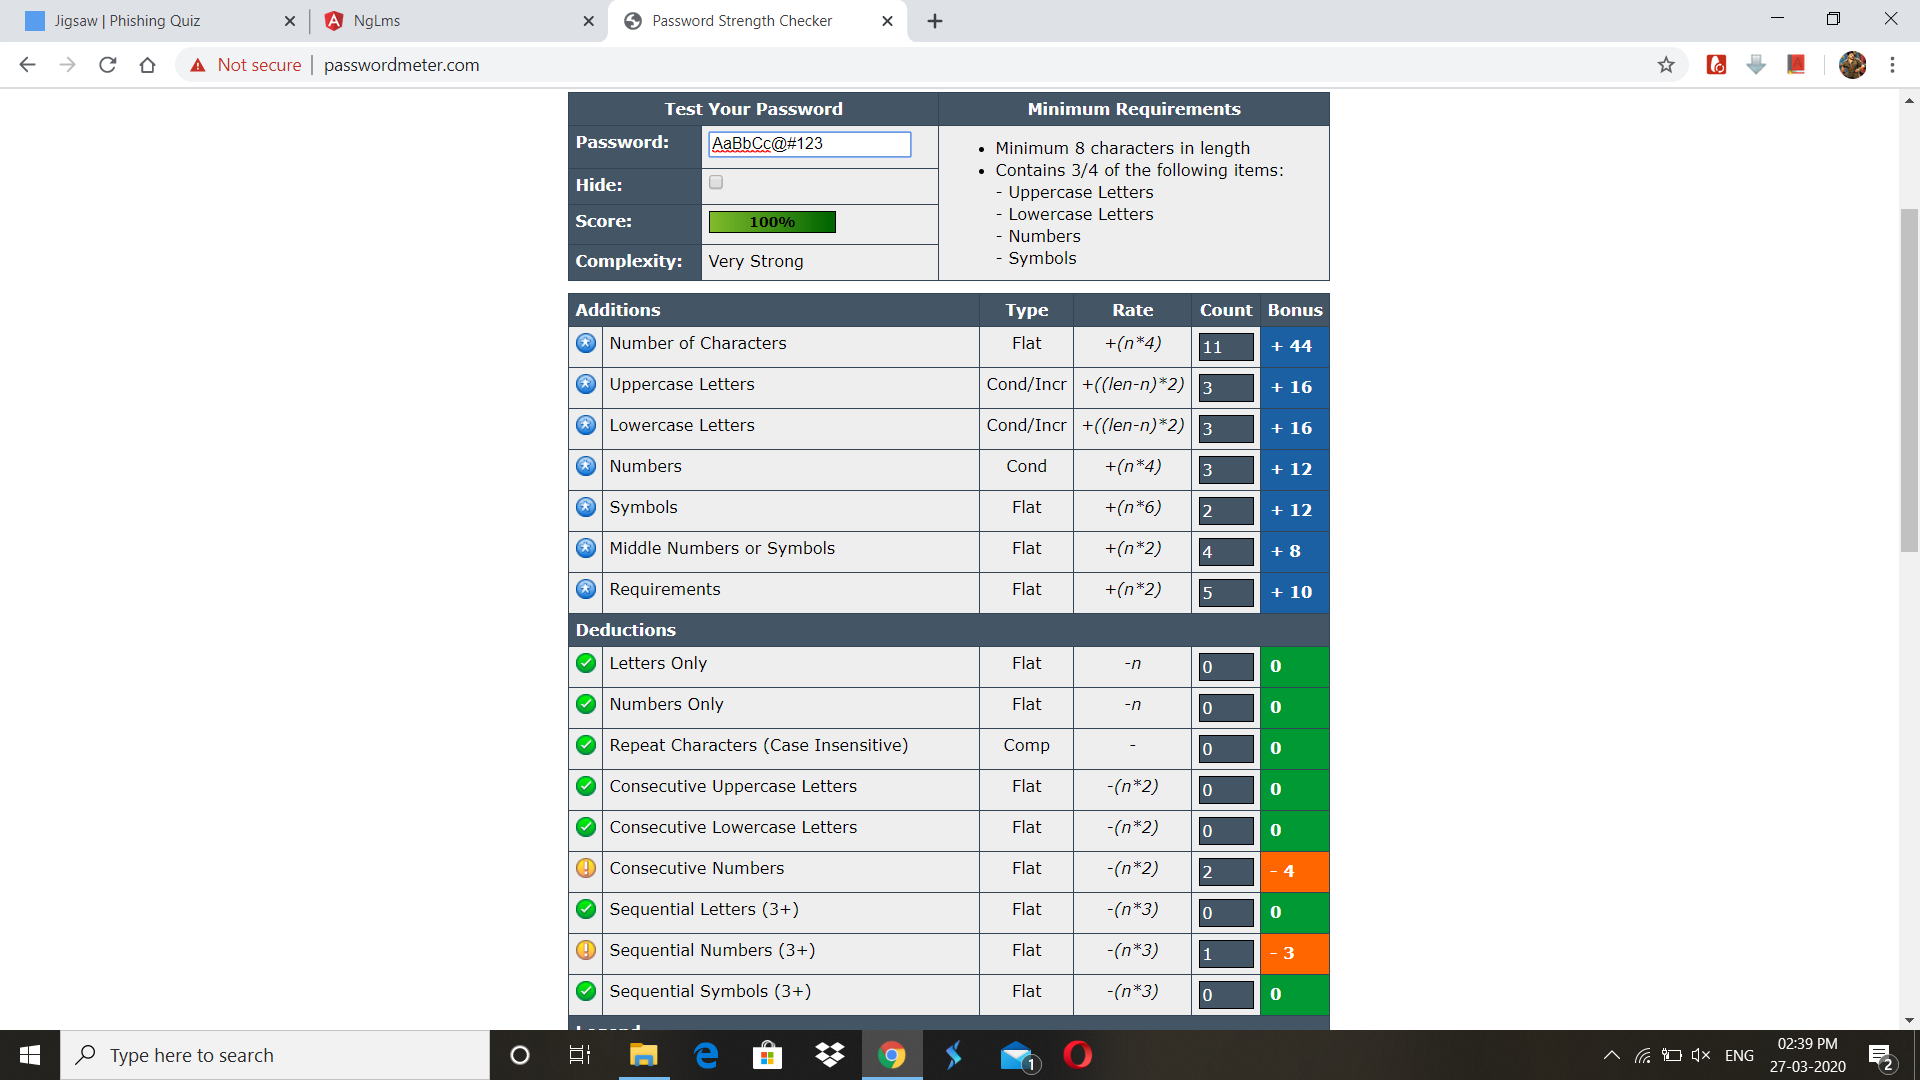 Jigsaw | Phishing Quiz
NgLms
Password Strength Checker
Not secure | passwordmeter.com
Test Your Password
Minimum Requirements
Password: AaBbCc@#123
Hide:
Score: 100%
Complexity: Very Strong
• Minimum 8 characters in length
• Contains 3/4 of the following items:
- Uppercase Letters
- Lowercase Letters
- Numbers
- Symbols
Additions Type Rate Count Bonus
Number of Characters Flat +(n*4) 11 + 44
Uppercase Letters Cond/Incr +((len-n)*2) 3 + 16
Lowercase Letters Cond/Incr +((len-n)*2) 3 + 16
Numbers Cond +(n*4) 3 + 12
Symbols Flat +(n*6) 2 + 12
Middle Numbers or Symbols Flat +(n*2) 4 + 8
Requirements Flat +(n*2) 5 + 10
Deductions
Letters Only Flat -n 0 0
Numbers Only Flat -n 0 0
Repeat Characters (Case Insensitive) Comp - 0 0
Consecutive Uppercase Letters Flat -(n*2) 0 0
Consecutive Lowercase Letters Flat -(n*2) 0 0
Consecutive Numbers Flat -(n*2) 2 - 4
Sequential Letters (3+) Flat -(n*3) 0 0
Sequential Numbers (3+) Flat -(n*3) 1 - 3
Sequential Symbols (3+) Flat -(n*3) 0 0
Type here to search
1
ENG
02:39 PM
27-03-2020
2